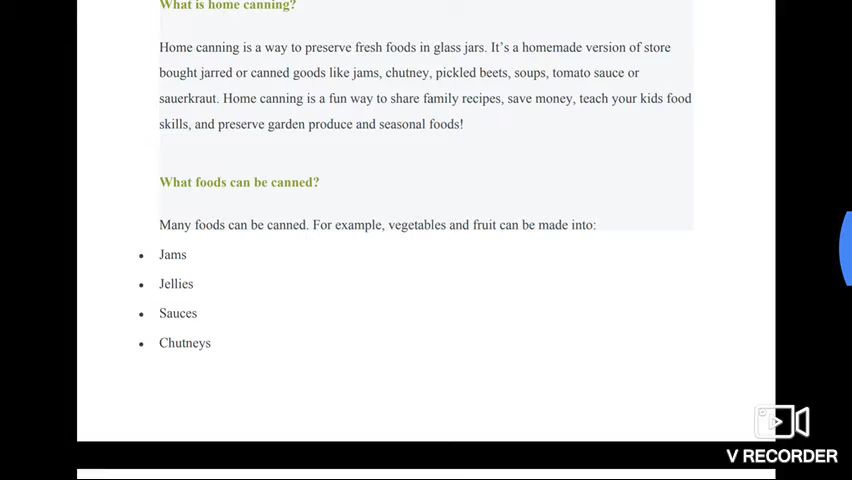 What is home canning?
Home canning is a way to preserve fresh foods in glass jars. It's a homemade version of store
bought jarred or canned goods like jams, chutney, pickled beets, soups, tomato sauce or
sauerkraut. Home canning is a fun way to share family recipes, save money, teach your kids food
skills, and preserve garden produce and seasonal foods!
What foods can be canned?
Many foods can be canned. For example, vegetables and fruit can be made into:
• Jams
• Jellies
• Sauces
• Chutneys
V RECORDER